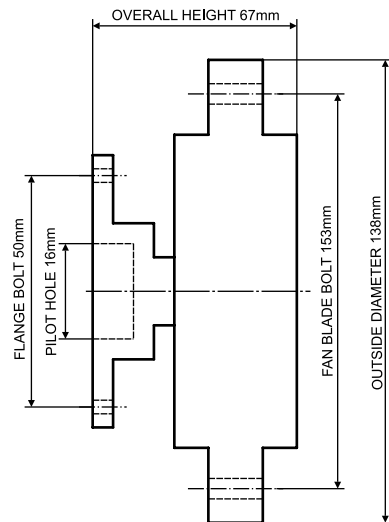 OVERALL HEIGHT 67mm
FLANGE BOLT 50mm
PILOT HOLE 16mm
FAN BLADE BOLT 153mm
OUTSIDE DIAMETER 138mm